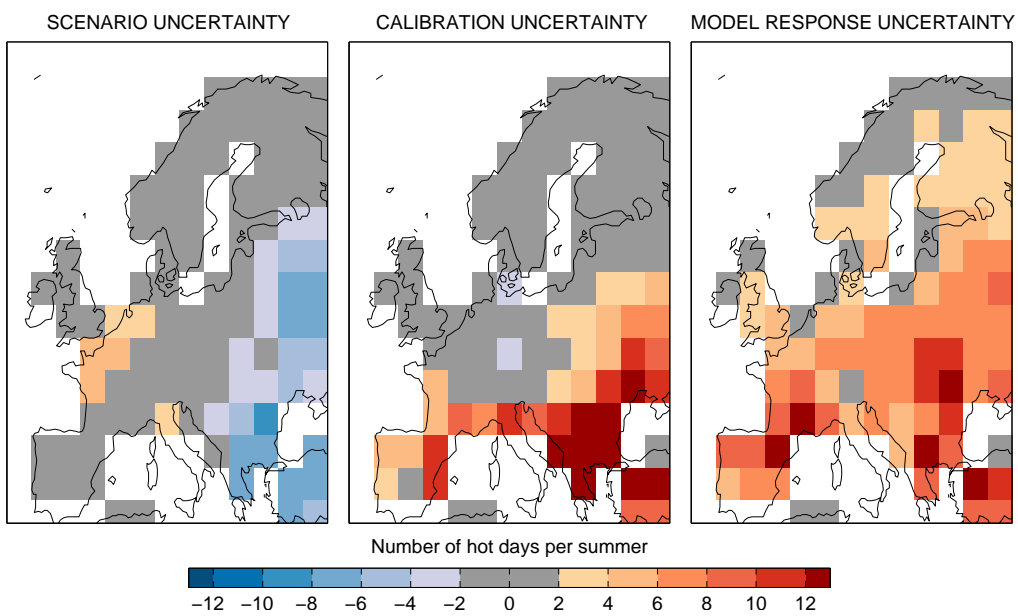 SCENARIO UNCERTAINTY CALIBRATION UNCERTAINTY MODEL RESPONSE UNCERTAINTY
Number of hot days per summer
−12 −10 −8 −6 −4 −2 0 2 4 6 8 10 12